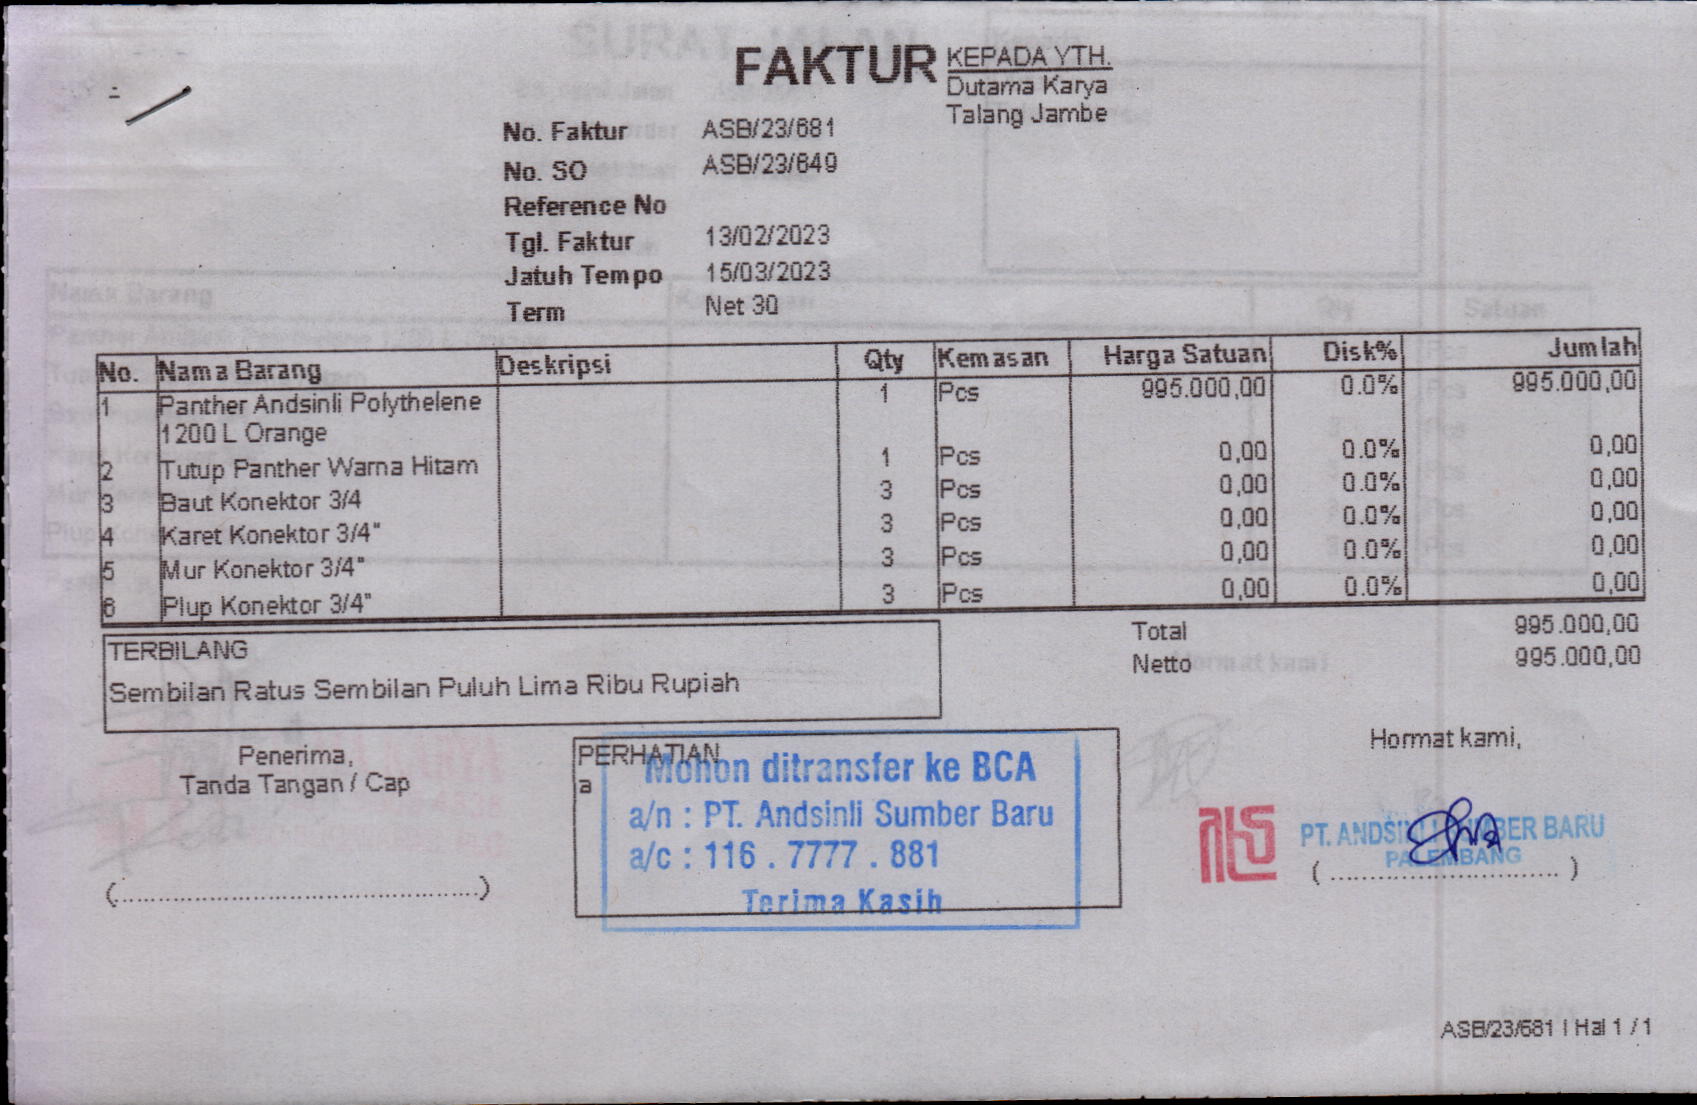 FAKTUR
KEPADA YTH.
Dutama Karya
Talang Jambe
No. Faktur ASB/23/681
No. SO ASB/23/649
Reference No
Tgl. Faktur 13/02/2023
Jatuh Tempo 15/03/2023
Term Net 30
No. Nama Barang Deskripsi Qty Kemasan Harga Satuan Disk% Jumlah
1 Panther Andsinli Polythelene 1 Pcs 995.000,00 0.0% 995.000,00
1200 L Orange
2 Tutup Panther Warna Hitam 1 Pcs 0,00 0.0% 0,00
3 Baut Konektor 3/4 3 Pcs 0,00 0.0% 0,00
4 Karet Konektor 3/4" 3 Pcs 0,00 0.0% 0,00
5 Mur Konektor 3/4" 3 Pcs 0,00 0.0% 0,00
6 Plup Konektor 3/4" 3 Pcs 0,00 0.0% 0,00
Total 995.000,00
Netto 995.000,00
TERBILANG
Sembilan Ratus Sembilan Puluh Lima Ribu Rupiah
Penerima,
Tanda Tangan / Cap
(..............................................)
PERHATIAN
a
Mohon ditransfer ke BCA
a/n : PT. Andsinli Sumber Baru
a/c : 116 . 7777 . 881
Terima Kasih
Hormat kami,
PT. ANDSINLI SUMBER BARU
PALEMBANG
( ............................. )
ASB/23/681 | Hal 1 / 1